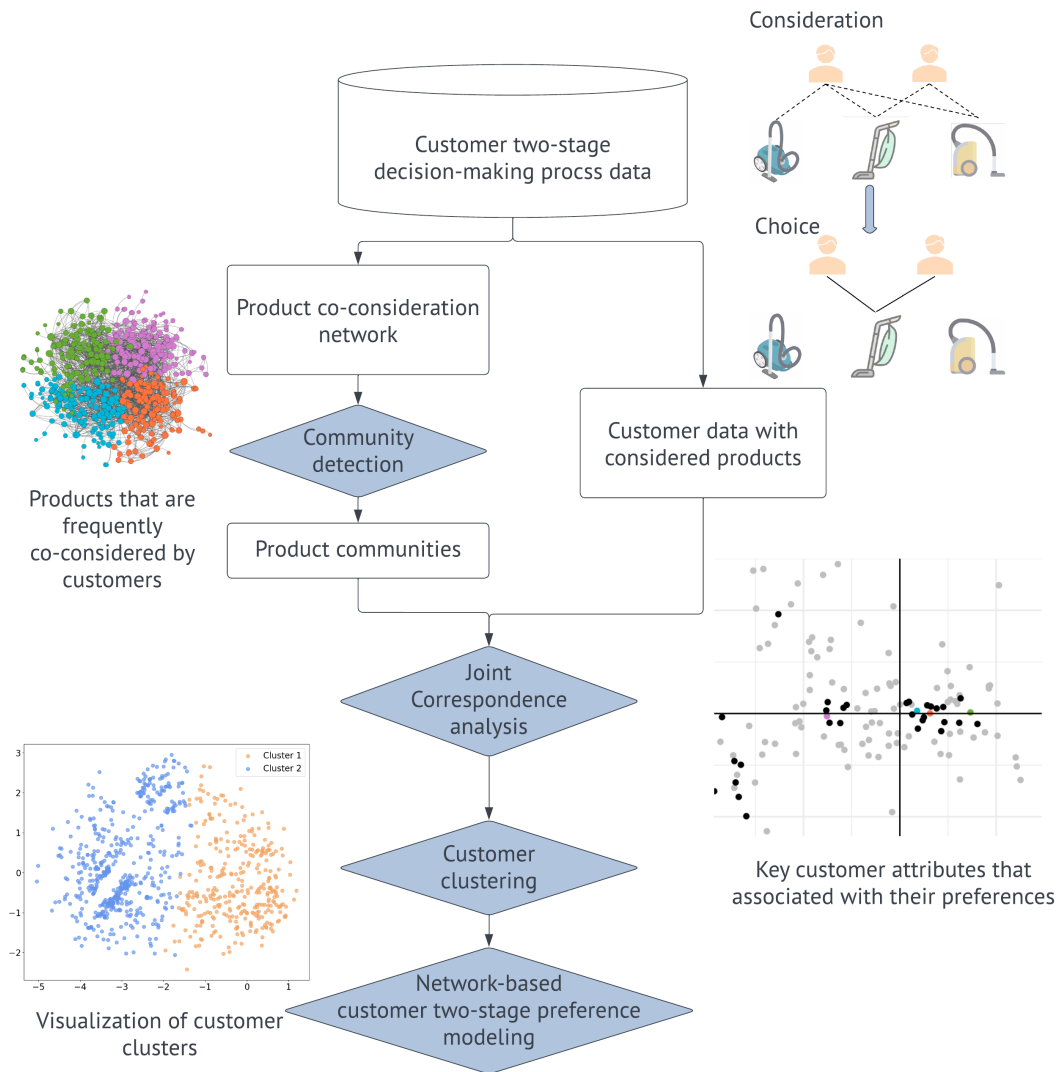 Consideration
Customer two-stage
decision-making procss data
Choice
Product co-consideration
network
Community
detection
Customer data with
considered products
Products that are
frequently
co-considered by
customers
Product communities
Joint
Correspondence
analysis
Cluster 1
Cluster 2
3
2
1
0
−1
−2
−5 −4 −3 −2 −1 0 1
Customer
clustering
Key customer attributes that
associated with their preferences
Network-based
customer two-stage preference
modeling
Visualization of customer
clusters